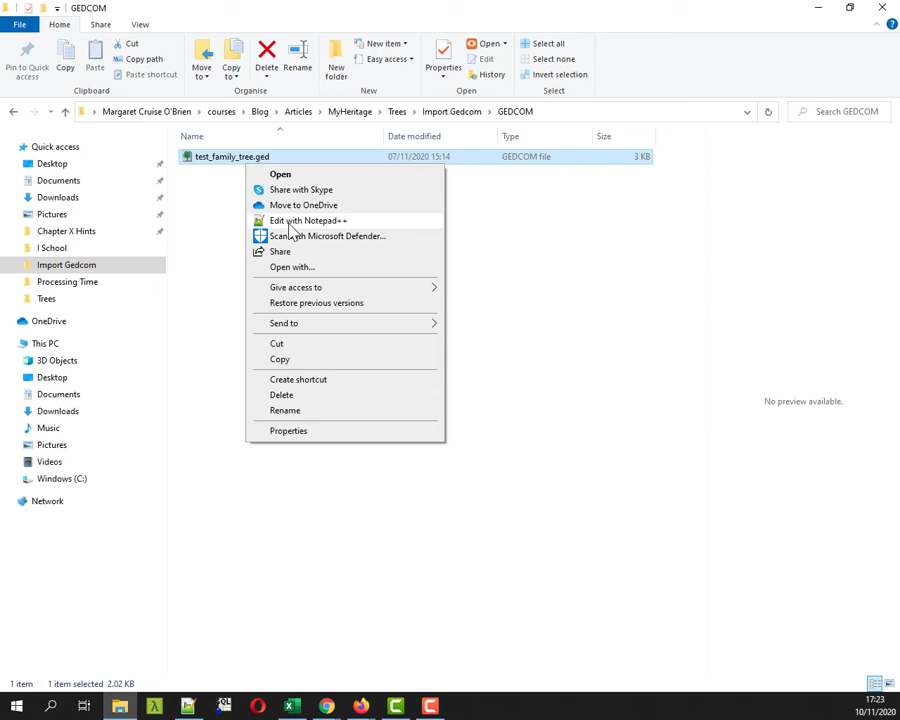 GEDCOM
File
Home
Share
View
Pin to Quick access
Copy
Paste
Cut
Copy path
Paste shortcut
Clipboard
Move to
Copy to
Delete
Rename
Organise
New folder
New item
Easy access
New
Properties
Open
Edit
History
Open
Select all
Select none
Invert selection
Select
Margaret Cruise O'Brien > courses > Blog > Articles > MyHeritage > Trees > Import Gedcom > GEDCOM
Search GEDCOM
Name
Date modified
Type
Size
test_family_tree.ged
07/11/2020 15:14
GEDCOM file
3 KB
Quick access
Desktop
Documents
Downloads
Pictures
Chapter X Hints
I School
Import Gedcom
Processing Time
Trees
OneDrive
This PC
3D Objects
Desktop
Documents
Downloads
Music
Pictures
Videos
Windows (C:)
Network
Open
Share with Skype
Move to OneDrive
Edit with Notepad++
Scan with Microsoft Defender...
Share
Open with...
Give access to
Restore previous versions
Send to
Cut
Copy
Create shortcut
Delete
Rename
Properties
No preview available.
1 item
1 item selected 2.02 KB
17:23
10/11/2020